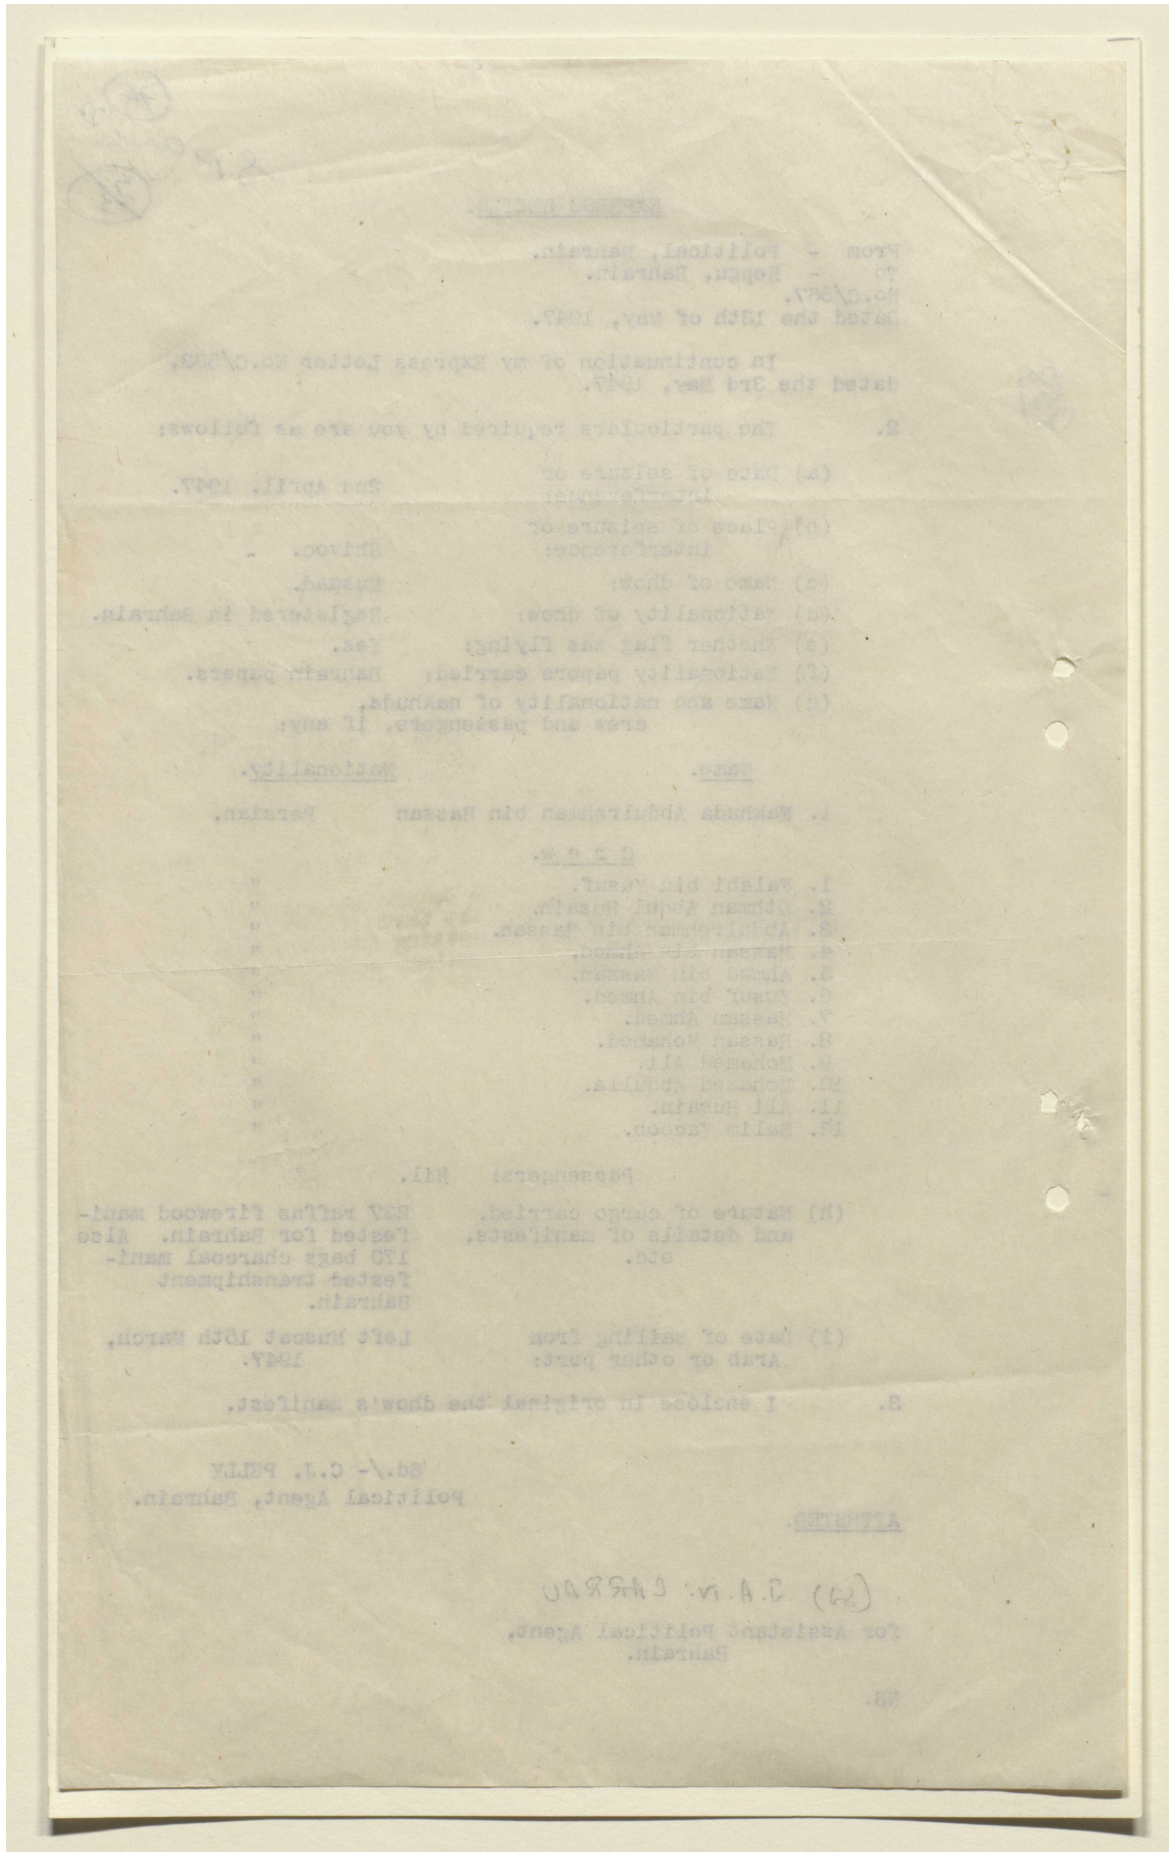 EXPRESS LETTER.
From - Political, Bahrain.
To - Repgu, Bahrain.
No.C/587.
Dated the 13th of May, 1947.
In continuation of my Express Letter
dated the 3rd May, 1947.
2. The particulars required by you are as follows:
(a) Date of seizure or
interference: 2nd April, 1947.
(b) Place of seizure or
interference:
(c) Name of dhow:
(d) Nationality of dhow: Registered in Bahrain.
(e) Whether flag was flying: Yes.
(f) Nationality papers carried: Bahrain papers.
(g) Name and nationality of nakhuda,
crew and passengers, if any:
Name. Nationality.
1. Nakhuda Abdulrehman bin Hassan Persian.
C r e w.
1. bin Yusuf. "
2. Othman Abdul Husain. "
3. Abdulrehman bin Hassan. "
4. Hassan bin Ahmed. "
5. Ahmed bin Hassan. "
6. Yusuf bin Ahmed. "
7. Hassan Ahmed. "
8. Hassan Mohamed. "
9. Mohamed Ali. "
10. Mohamed Abdulla. "
11. Ali Husain. "
12. Salim Yacoob. "
Passengers: Nil.
(h) Nature of cargo carried. 237 raffas firewood mani-
and details of manifests. fested for Bahrain. Also
etc. 170 bags charcoal mani-
fested transhipment
Bahrain.
(i) Date of sailing from Left Muscat 15th March,
Arab or other port: 1947.
3. I enclose in original the dhow's manifest.
Sd./- C.J. PELLY
Political Agent, Bahrain.
ATTESTED.
(Sd) J.A.N.
for Assistant Political Agent,
Bahrain.
NS.